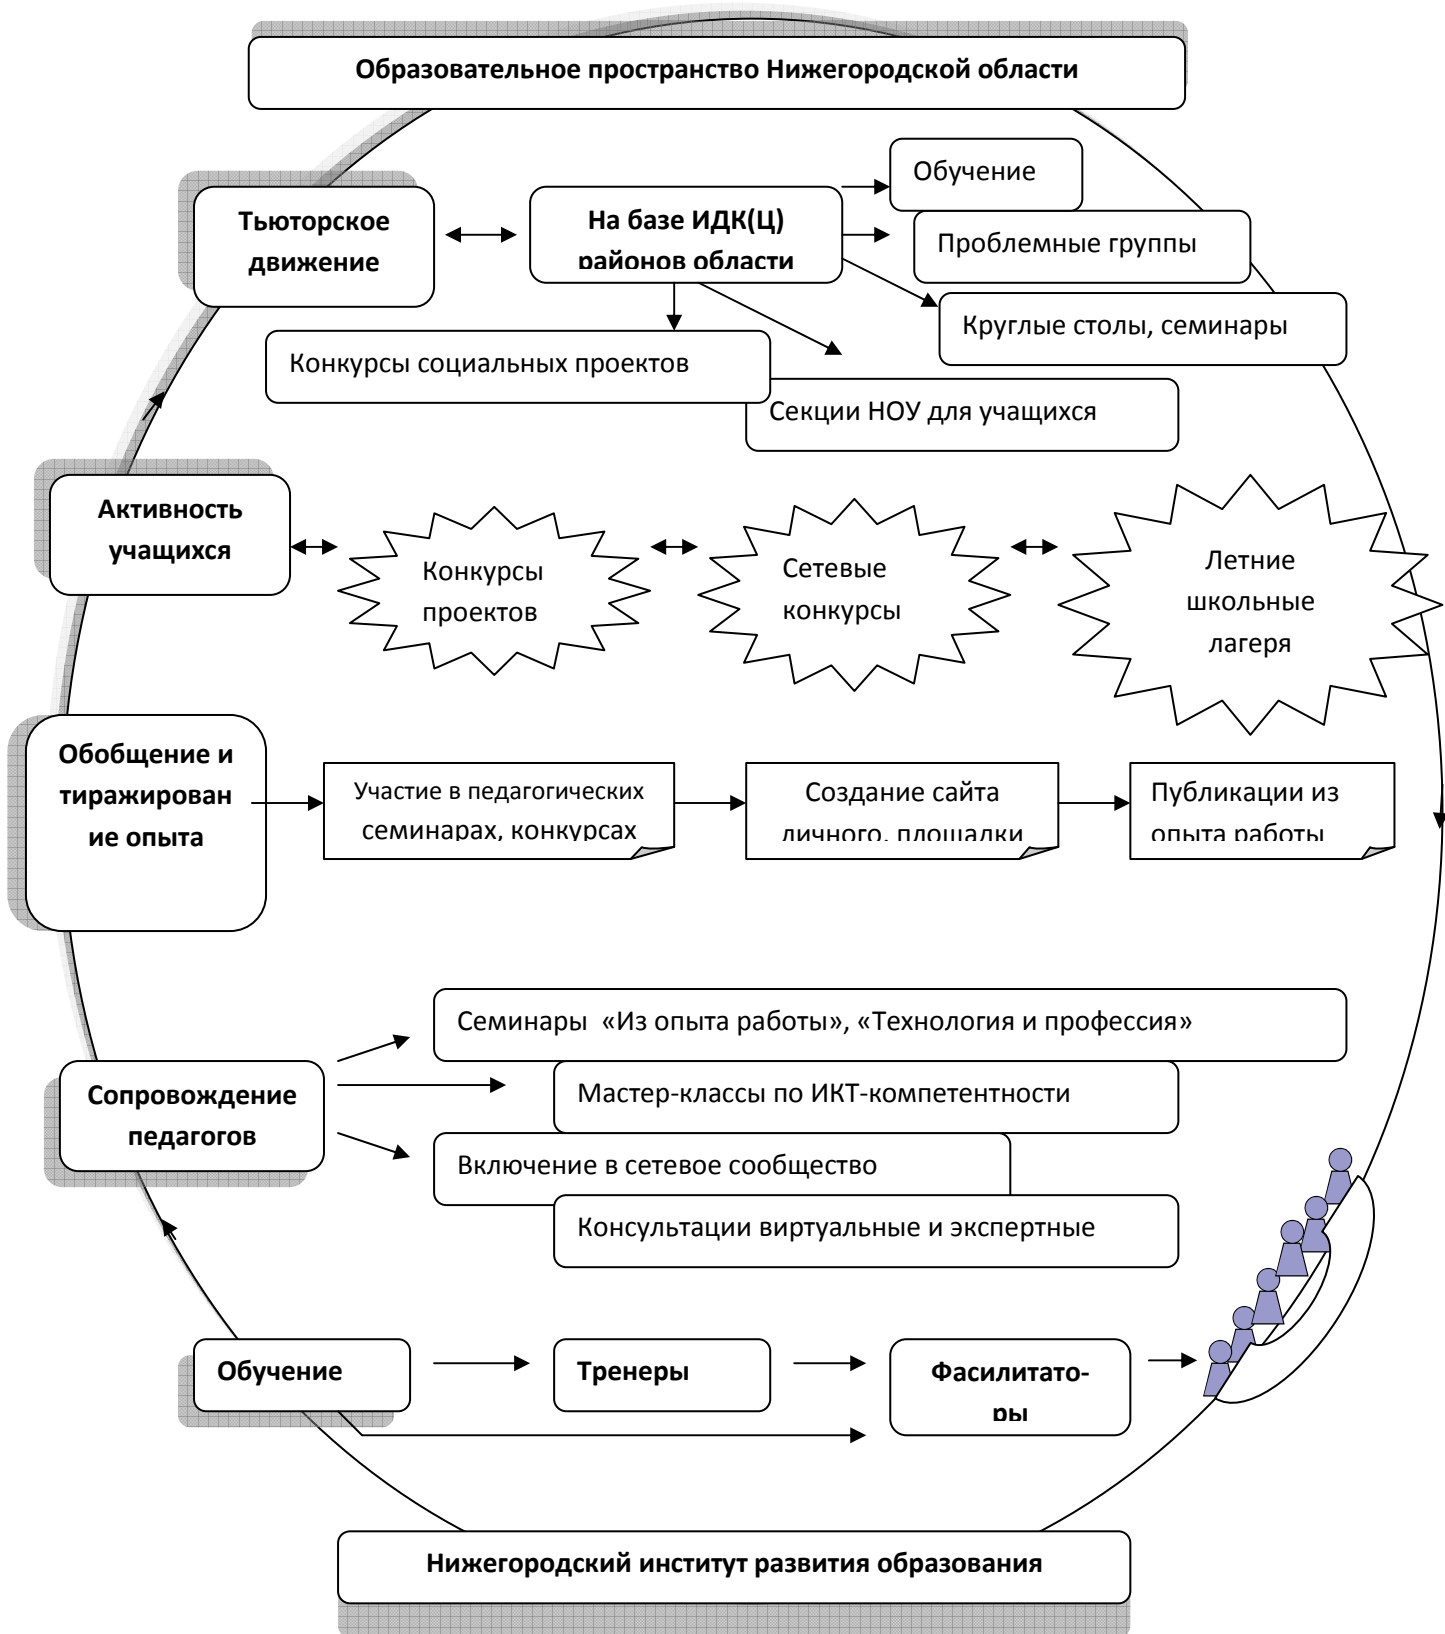 Образовательное пространство Нижегородской области
Обучение
Тьюторское
движение
На базе ИДК(Ц)
районов области
Проблемные группы
Круглые столы, семинары
Конкурсы социальных проектов
Секции НОУ для учащихся
Активность
учащихся
Конкурсы
проектов
Сетевые
конкурсы
Летние
школьные
лагеря
Обобщение и
тиражирован
ие опыта
Участие в педагогических
семинарах, конкурсах
Создание сайта
личного, площадки
Публикации из
опыта работы
Семинары «Из опыта работы», «Технология и профессия»
Сопровождение
педагогов
Мастер-классы по ИКТ-компетентности
Включение в сетевое сообщество
Консультации виртуальные и экспертные
Обучение
Тренеры
Фасилитато-
ры
Нижегородский институт развития образования